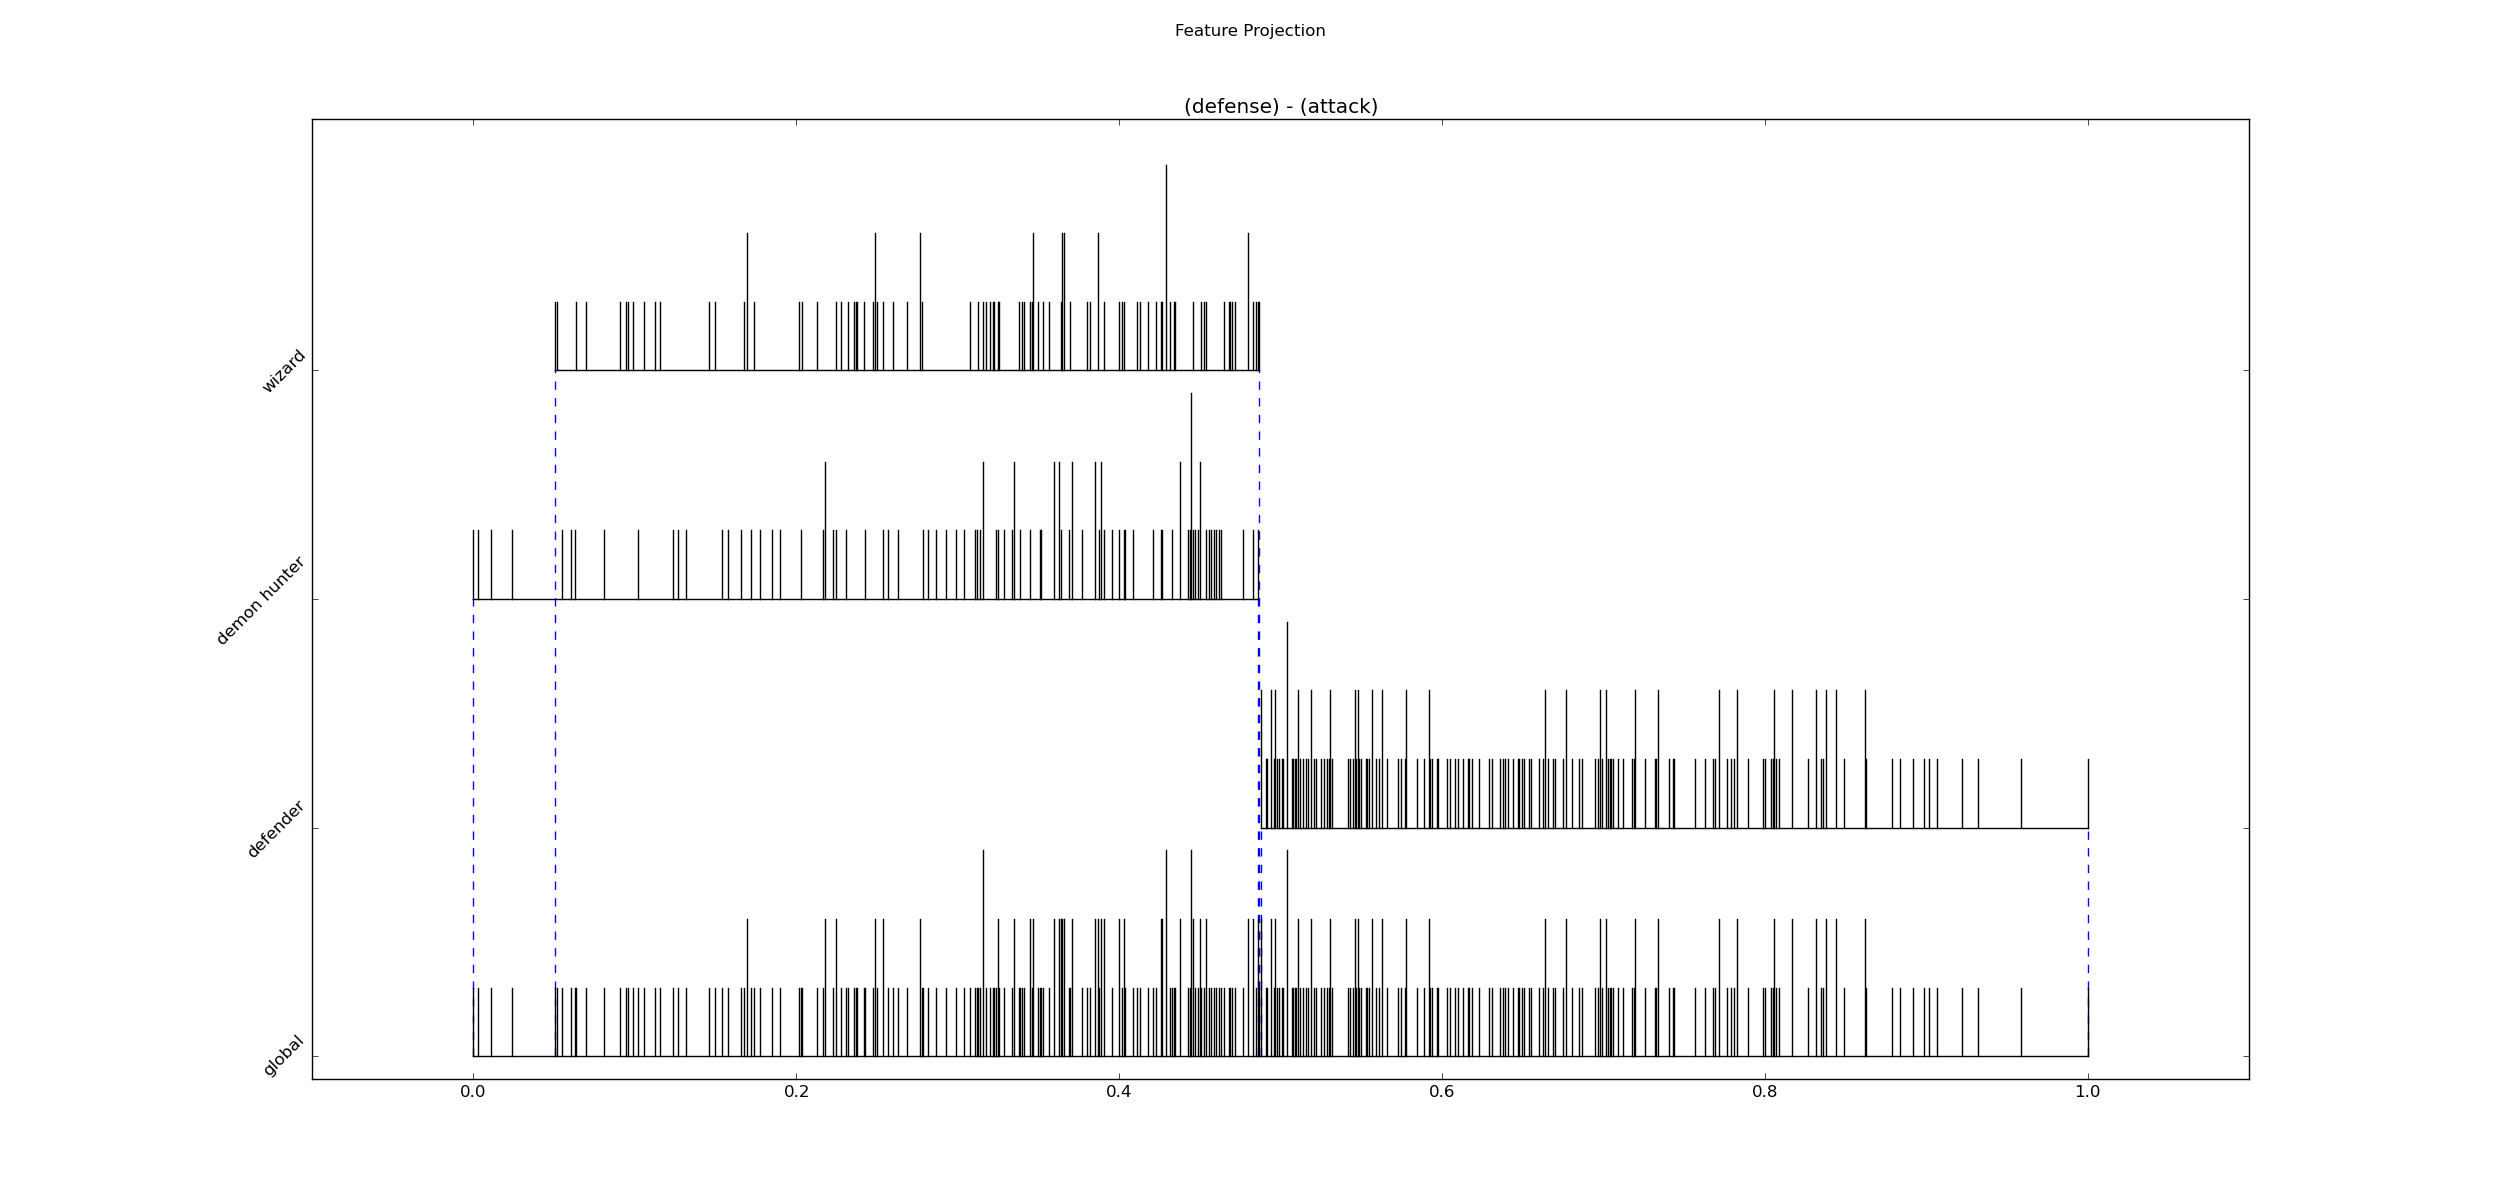 Feature Projection
(defense) - (attack)
wizard
demon hunter
defender
global
0.0 0.2 0.4 0.6 0.8 1.0